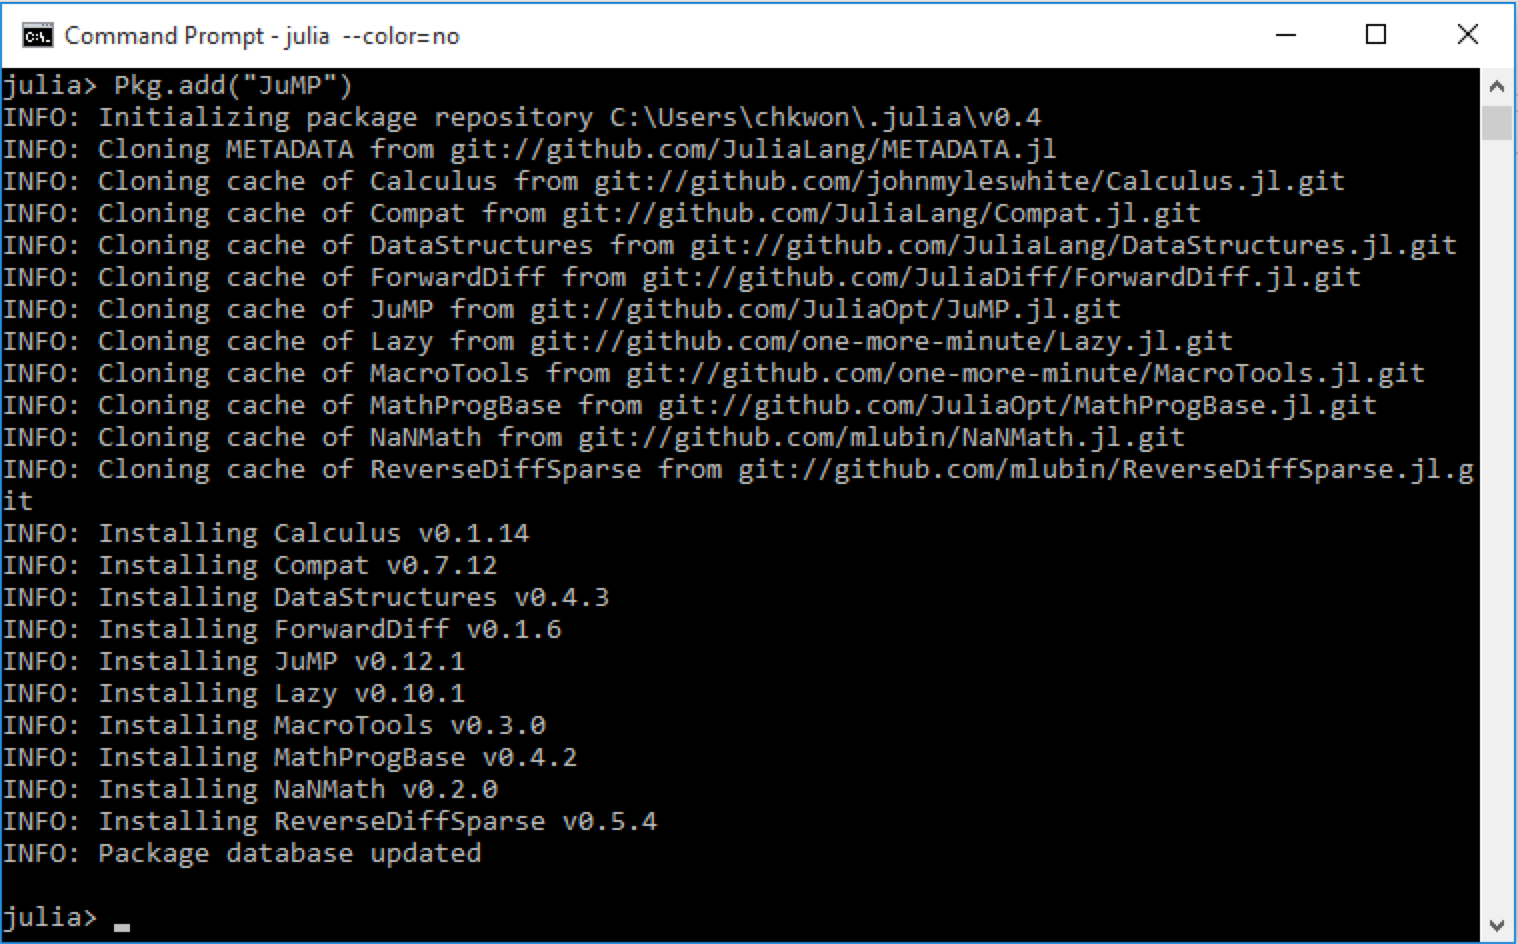 Command Prompt - julia  --color=no
julia> Pkg.add("JuMP")
INFO: Initializing package repository C:\Users\chkwon\.julia\v0.4
INFO: Cloning METADATA from git://github.com/JuliaLang/METADATA.jl
INFO: Cloning cache of Calculus from git://github.com/johnmyleswhite/Calculus.jl.git
INFO: Cloning cache of Compat from git://github.com/JuliaLang/Compat.jl.git
INFO: Cloning cache of DataStructures from git://github.com/JuliaLang/DataStructures.jl.git
INFO: Cloning cache of ForwardDiff from git://github.com/JuliaDiff/ForwardDiff.jl.git
INFO: Cloning cache of JuMP from git://github.com/JuliaOpt/JuMP.jl.git
INFO: Cloning cache of Lazy from git://github.com/one-more-minute/Lazy.jl.git
INFO: Cloning cache of MacroTools from git://github.com/one-more-minute/MacroTools.jl.git
INFO: Cloning cache of MathProgBase from git://github.com/JuliaOpt/MathProgBase.jl.git
INFO: Cloning cache of NaNMath from git://github.com/mlubin/NaNMath.jl.git
INFO: Cloning cache of ReverseDiffSparse from git://github.com/mlubin/ReverseDiffSparse.jl.g
it
INFO: Installing Calculus v0.1.14
INFO: Installing Compat v0.7.12
INFO: Installing DataStructures v0.4.3
INFO: Installing ForwardDiff v0.1.6
INFO: Installing JuMP v0.12.1
INFO: Installing Lazy v0.10.1
INFO: Installing MacroTools v0.3.0
INFO: Installing MathProgBase v0.4.2
INFO: Installing NaNMath v0.2.0
INFO: Installing ReverseDiffSparse v0.5.4
INFO: Package database updated
julia> _